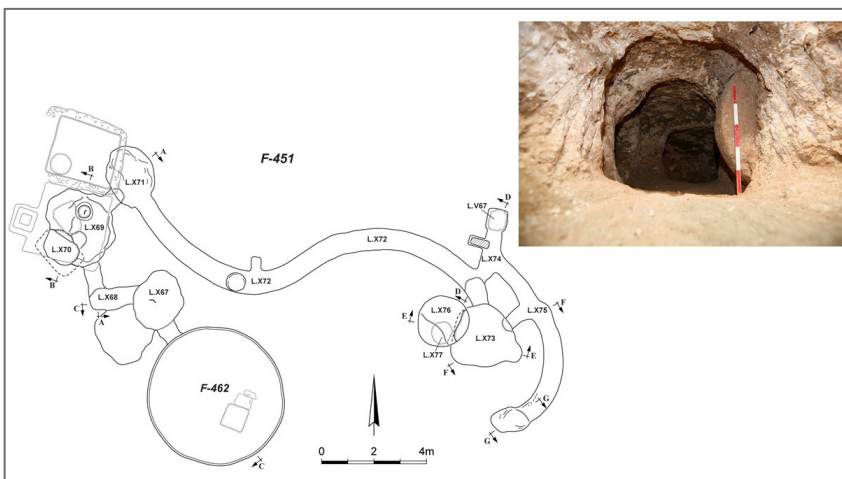 F-451
A
B
L.X71
L.X69
L.X70
B
L.X68
L.X67
C
A
L.X72
L.X72
D
L.V67
L.X74
D
L.X75
F
E
L.X76
L.X73
L.X77
E
F
G
G
F-462
C
0 2 4m